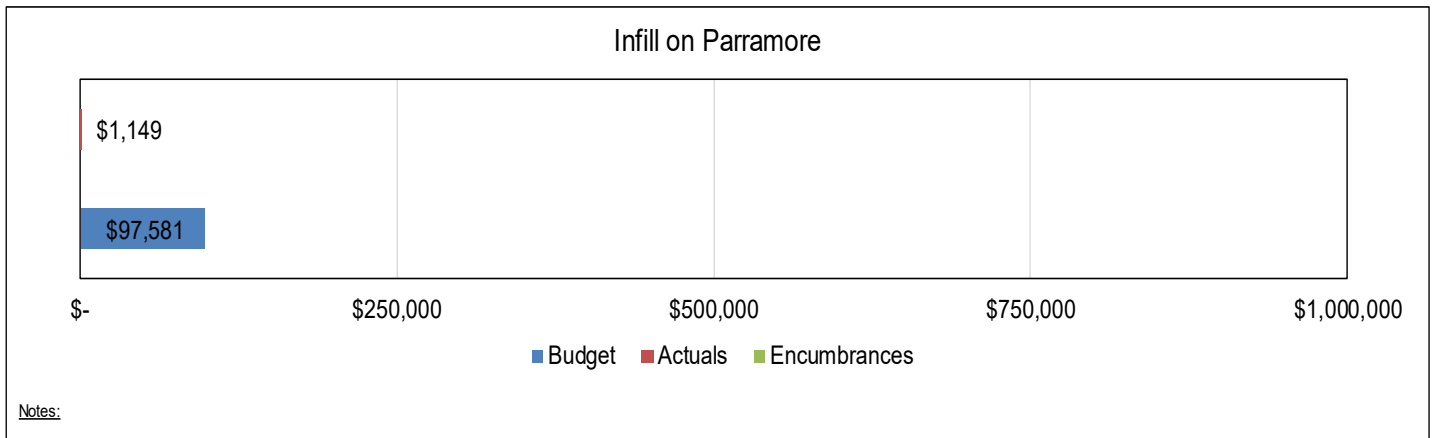 Infill on Parramore
$1,149
$97,581
$- $250,000 $500,000 $750,000 $1,000,000
Budget Actuals Encumbrances
Notes: